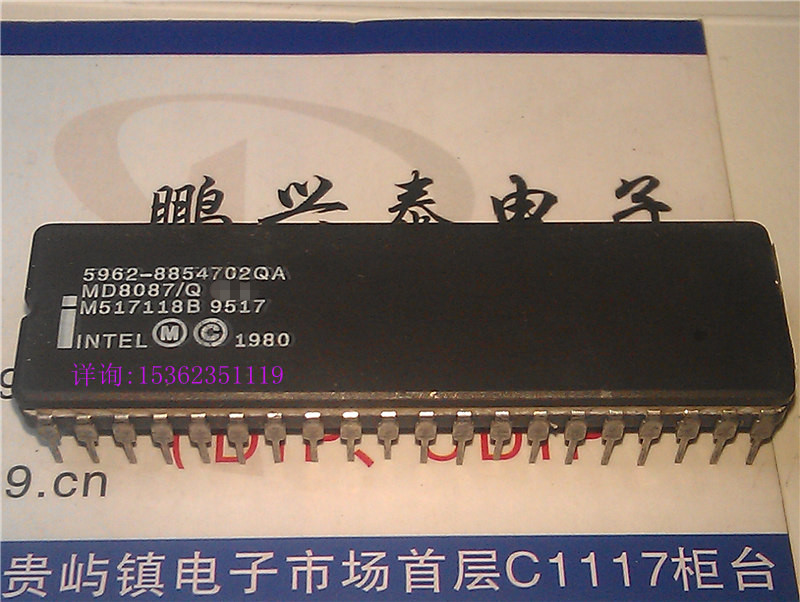 鹏兴泰电子
5962-8854702QA
MD8087/Q
M517118B 9517
i
INTEL Ⓜ © 1980
详询:15362351119
9.cn
贵屿镇电子市场首层C1117柜台